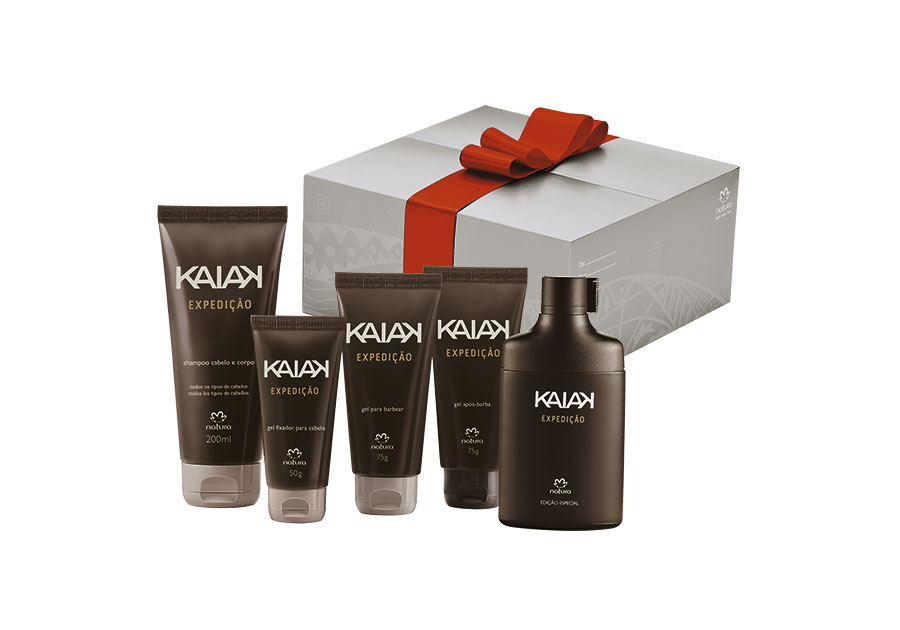 natura
KAIAK
EXPEDIÇÃO
shampoo cabelo e corpo
todos os tipos de cabelos
todos los tipos de cabellos
natura
200ml
KAIAK
EXPEDIÇÃO
gel fixador para cabelo
natura
50g
KAIAK
EXPEDIÇÃO
gel para barbear
natura
75g
KAIAK
EXPEDIÇÃO
gel após-barba
natura
75g
KAIAK
EXPEDIÇÃO
natura
EDIÇÃO ESPECIAL